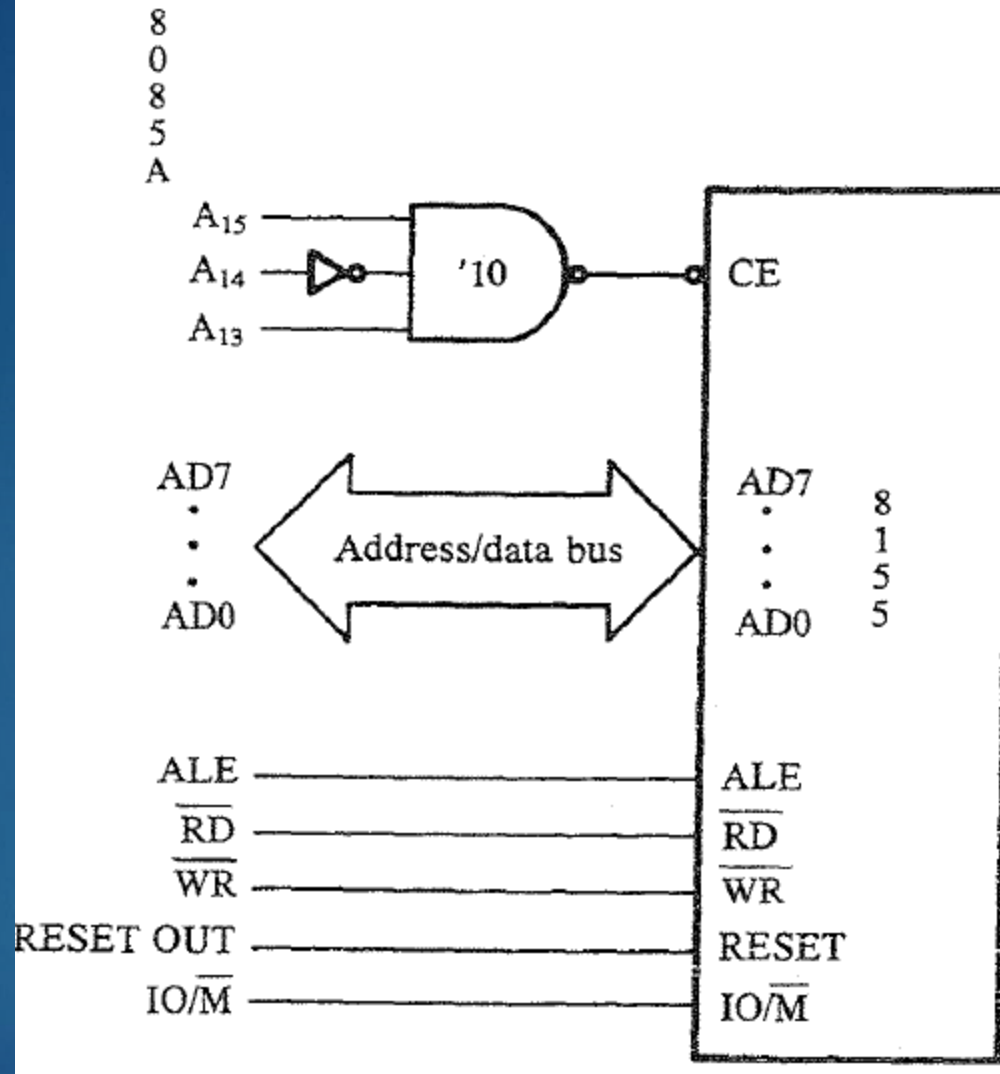 8
0
8
5
A
A15
A14
A13
'10
CE
AD7
AD0
Address/data bus
AD7
AD0
8
1
5
5
ALE
RD
WR
RESET OUT
IO/M
ALE
RD
WR
RESET
IO/M